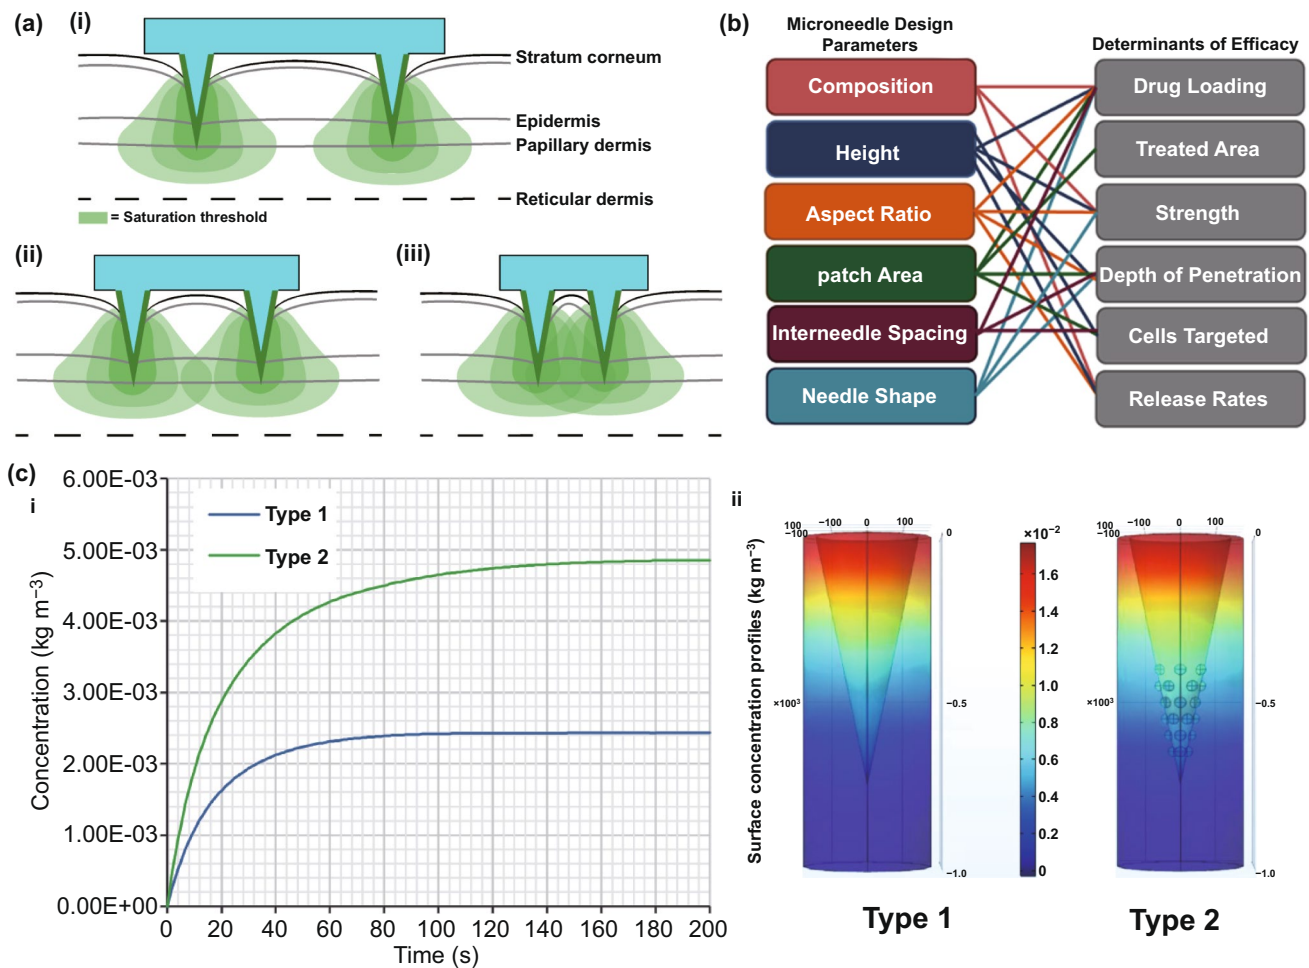 (a) (i)
Stratum corneum
Epidermis
Papillary dermis
Reticular dermis
= Saturation threshold
(ii) (iii)
(b)
Microneedle Design
Parameters
Determinants of Efficacy
Composition
Drug Loading
Height
Treated Area
Aspect Ratio
Strength
patch Area
Depth of Penetration
Interneedle Spacing
Cells Targeted
Needle Shape
Release Rates
(c)
i
6.00E-03
5.00E-03
4.00E-03
3.00E-03
2.00E-03
1.00E-03
0.00E+00
Concentration (kg m⁻³)
Type 1
Type 2
0 20 40 60 80 100 120 140 160 180 200
Time (s)
ii
Surface concentration profiles (kg m⁻³)
100 −100 0 100
−100
0
×10³
−0.5
−1.0
×10⁻²
1.6
1.4
1.2
1.0
0.8
0.6
0.4
0.2
0
100 −100 0 100
−100
0
×10³
−0.5
−1.0
Type 1
Type 2